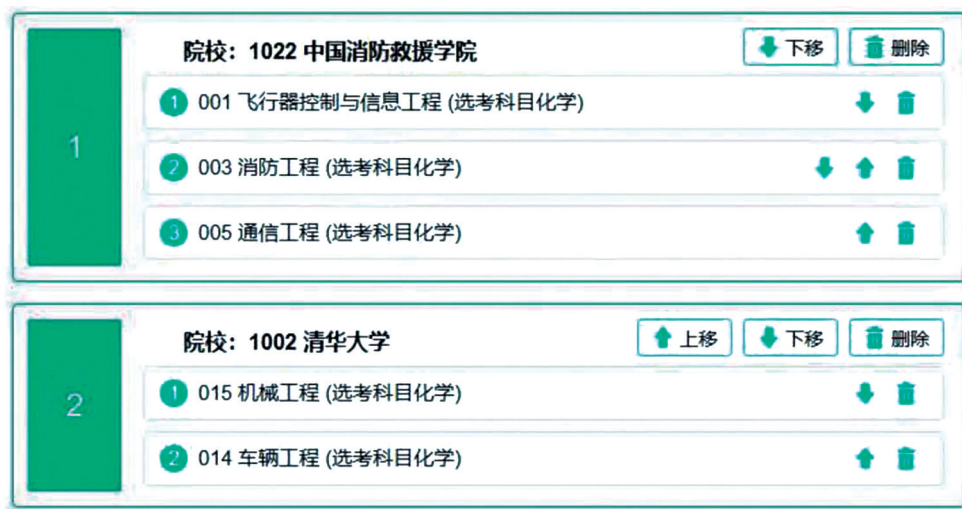 1
院校：1022 中国消防救援学院 下移 删除
1 001 飞行器控制与信息工程 (选考科目化学)
2 003 消防工程 (选考科目化学)
3 005 通信工程 (选考科目化学)
2
院校：1002 清华大学 上移 下移 删除
1 015 机械工程 (选考科目化学)
2 014 车辆工程 (选考科目化学)